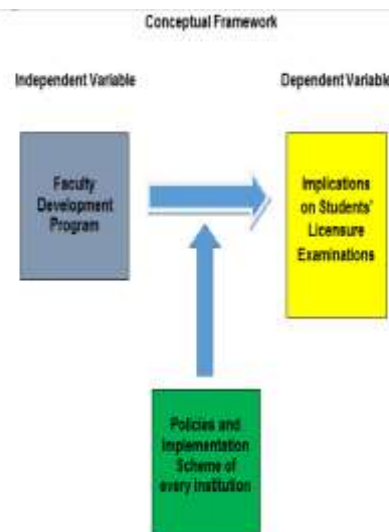 Conceptual Framework
Independent Variable
Dependent Variable
Faculty
Development
Program
Implications
on Students'
Licensure
Examinations
Policies and
Implementation
Scheme of
every institution